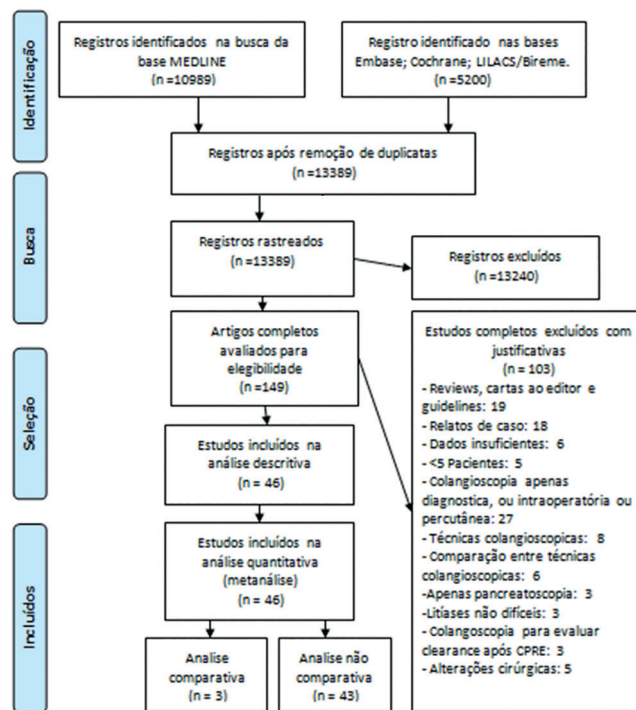 Identificação
Registros identificados na busca da
base MEDLINE
(n =10989)
Registro identificado nas bases
Embase; Cochrane; LILACS/Bireme.
(n =5200)
Registros após remoção de duplicatas
(n =13389)
Busca
Registros rastreados
(n =13389)
Registros excluídos
(n =13240)
Seleção
Artigos completos
avaliados para
elegibilidade
(n =149)
Estudos completos excluídos com
justificativas
(n = 103)
- Reviews, cartas ao editor e
guidelines: 19
- Relatos de caso: 18
- Dados insuficientes: 6
- <5 Pacientes: 5
- Colangioscopia apenas
diagnostica, ou intraoperatória ou
percutânea: 27
- Técnicas colangioscopicas: 8
- Comparação entre técnicas
colangioscopicas: 6
-Apenas pancreatoscopia: 3
-Litíases não difíceis: 3
- Colangoscopia para evaluar
clearance após CPRE: 3
- Alterações cirúrgicas: 5
Estudos incluídos na
análise descritiva
(n = 46)
Incluídos
Estudos incluídos na
análise quantitativa
(metanálise)
(n = 46)
Analise
comparativa
(n = 3)
Analise não
comparativa
(n = 43)